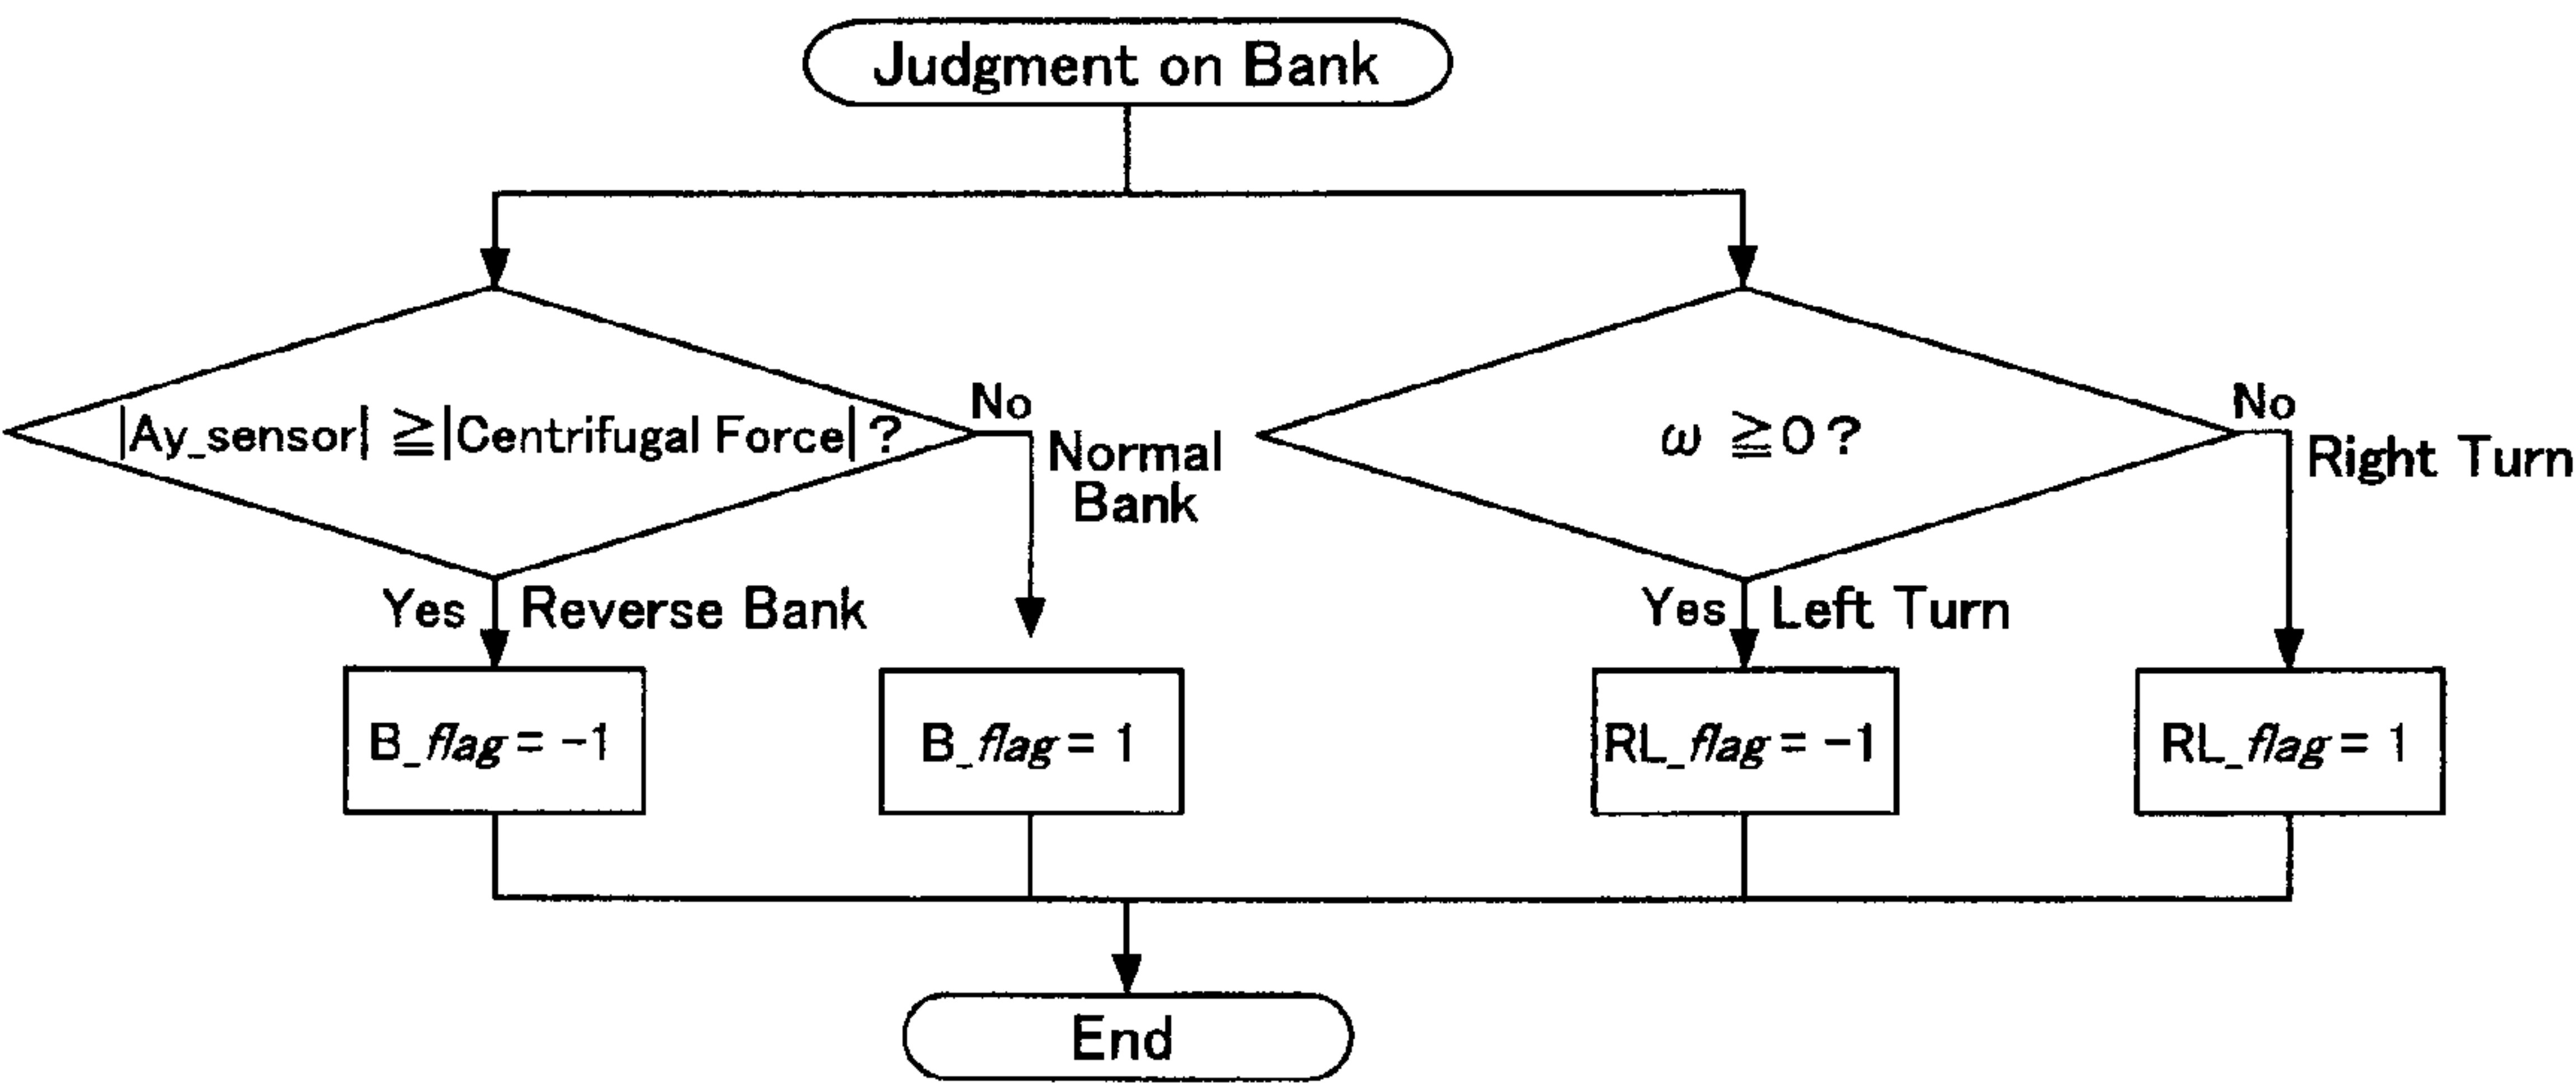 Judgment on Bank
|Ay_sensor| ≧|Centrifugal Force| ?
No
Normal
Bank
Yes
Reverse Bank
B_flag = -1
B_flag = 1
ω ≧0 ?
No
Right Turn
Yes
Left Turn
RL_flag = -1
RL_flag = 1
End